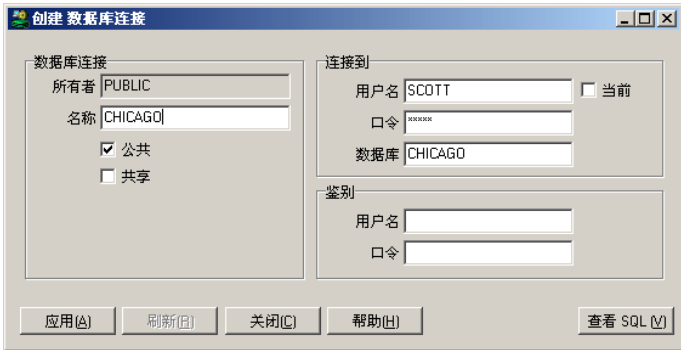 创建 数据库连接
数据库连接
所有者 PUBLIC
名称 CHICAGO
公共
共享
连接到
用户名 SCOTT 当前
口令 *****
数据库 CHICAGO
鉴别
用户名
口令
应用(A) 刷新(R) 关闭(C) 帮助(H) 查看 SQL (V)